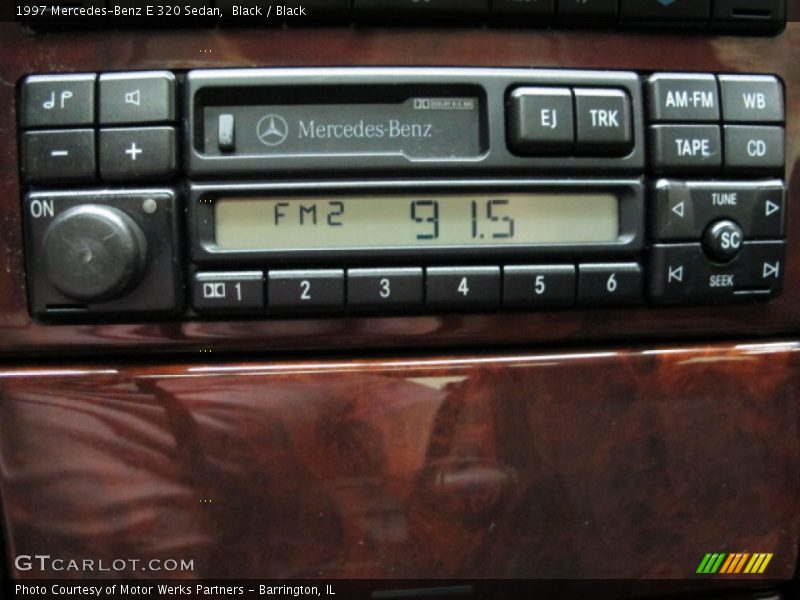 1997 Mercedes-Benz E 320 Sedan, Black / Black
DOLBY B-C NR
EJ TRK AM·FM WB
Mercedes-Benz
− + TAPE CD
ON FM2 91.5 TUNE
SC
1 2 3 4 5 6 SEEK
GTCARLOT.COM
Photo Courtesy of Motor Werks Partners - Barrington, IL